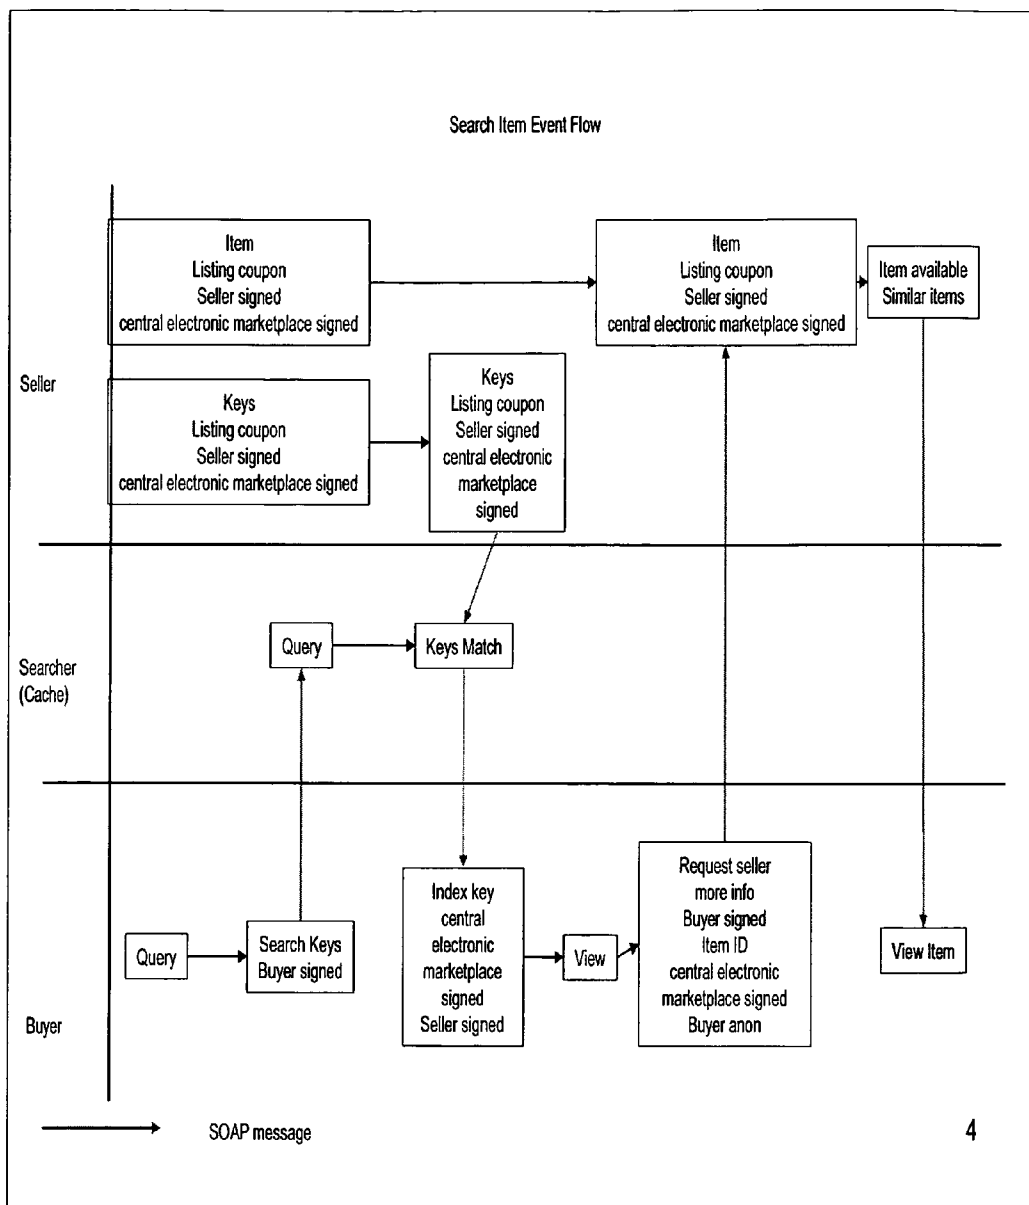 Search Item Event Flow
Item
Listing coupon
Seller signed
central electronic marketplace signed
Item
Listing coupon
Seller signed
central electronic marketplace signed
Item available
Similar items
Seller
Keys
Listing coupon
Seller signed
central electronic marketplace signed
Keys
Listing coupon
Seller signed
central electronic
marketplace
signed
Searcher
(Cache)
Query
Keys Match
Buyer
Query
Search Keys
Buyer signed
Index key
central
electronic
marketplace
signed
Seller signed
View
Request seller
more info
Buyer signed
Item ID
central electronic
marketplace signed
Buyer anon
View Item
SOAP message
4